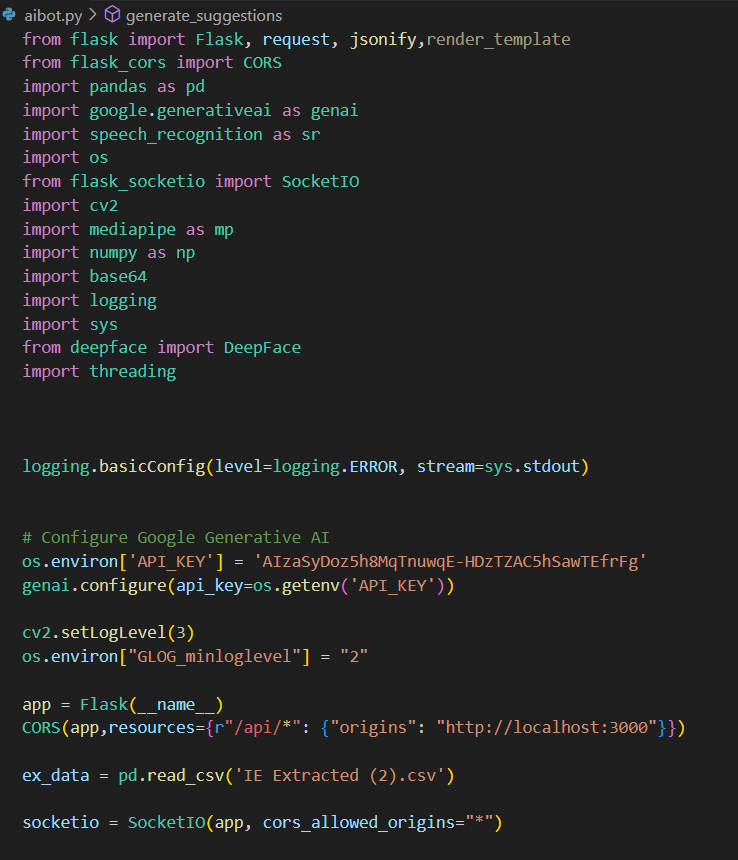 aibot.py > generate_suggestions
from flask import Flask, request, jsonify,render_template
from flask_cors import CORS
import pandas as pd
import google.generativeai as genai
import speech_recognition as sr
import os
from flask_socketio import SocketIO
import cv2
import mediapipe as mp
import numpy as np
import base64
import logging
import sys
from deepface import DeepFace
import threading
logging.basicConfig(level=logging.ERROR, stream=sys.stdout)
# Configure Google Generative AI
os.environ['API_KEY'] = 'AIzaSyDoz5h8MqTnuwqE-HDzTZAC5hSawTEfrFg'
genai.configure(api_key=os.getenv('API_KEY'))
cv2.setLogLevel(3)
os.environ["GLOG_minloglevel"] = "2"
app = Flask(__name__)
CORS(app,resources={r"/api/*": {"origins": "http://localhost:3000"}})
ex_data = pd.read_csv('IE Extracted (2).csv')
socketio = SocketIO(app, cors_allowed_origins="*")